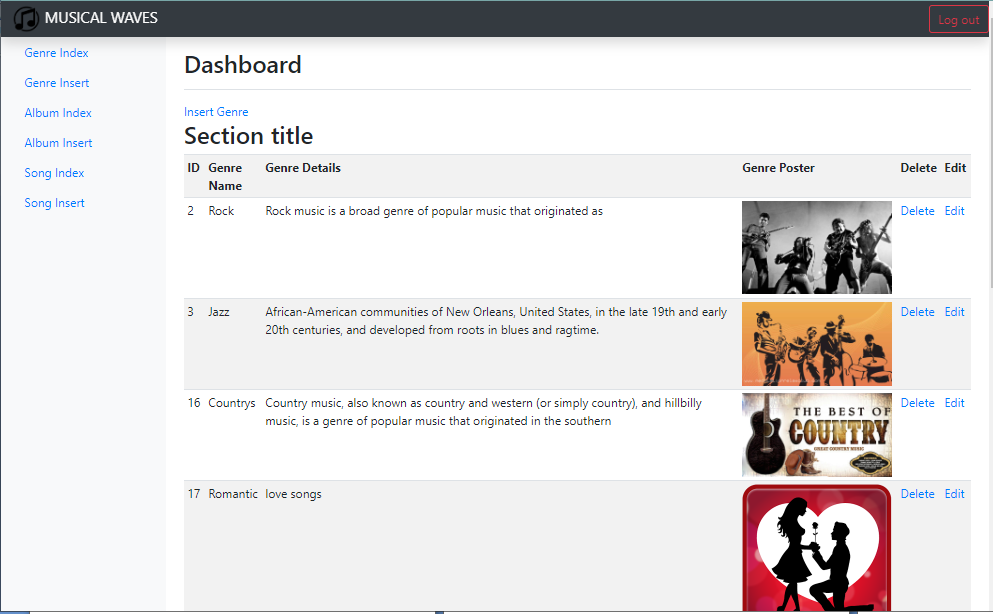 MUSICAL WAVES
Log out
Genre Index
Genre Insert
Album Index
Album Insert
Song Index
Song Insert
Dashboard
Insert Genre
Section title
ID Genre Name Genre Details Genre Poster Delete Edit
2 Rock Rock music is a broad genre of popular music that originated as Delete Edit
3 Jazz African-American communities of New Orleans, United States, in the late 19th and early
20th centuries, and developed from roots in blues and ragtime. Delete Edit
16 Countrys Country music, also known as country and western (or simply country), and hillbilly
music, is a genre of popular music that originated in the southern Delete Edit
THE BEST OF
COUNTRY
GREAT COUNTRY MUSIC
17 Romantic love songs Delete Edit